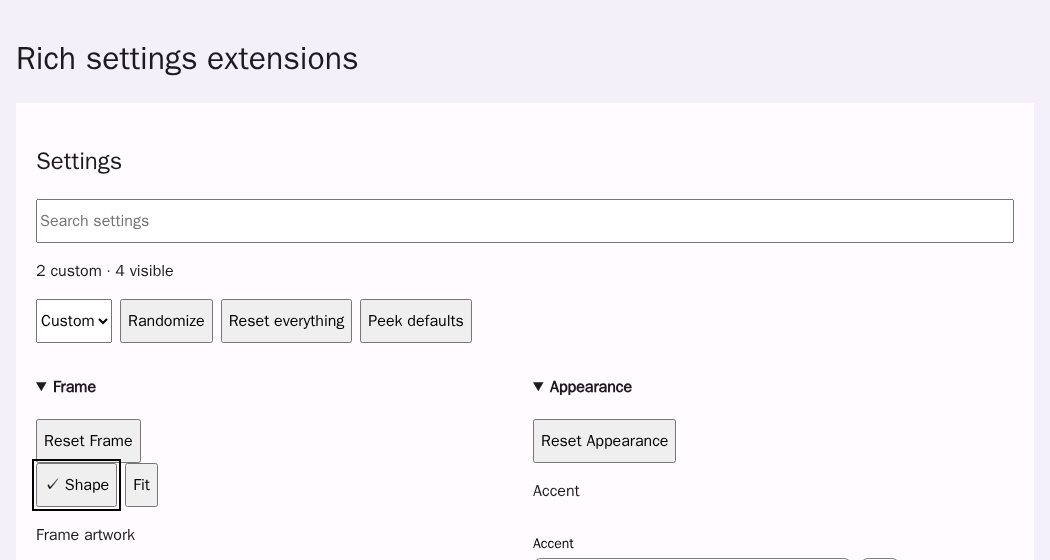 Rich settings extensions
Settings
Search settings
2 custom · 4 visible
Custom Randomize Reset everything Peek defaults
▼ Frame
Reset Frame
✓ Shape Fit
Frame artwork
▼ Appearance
Reset Appearance
Accent
Accent